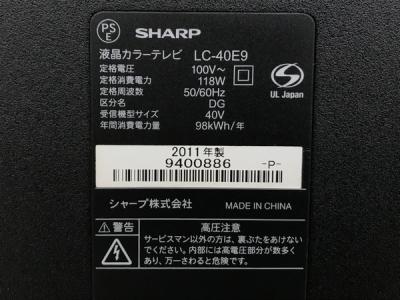 PS
E
SHARP
液晶カラーテレビ LC-40E9
定格電圧 100V~
定格消費電力 118W
定格周波数 50/60Hz
区分名 DG
受信機型サイズ 40V
年間消費電力量 98kWh/年
UL Japan
2011年製
9400886 -P-
シャープ株式会社 MADE IN CHINA
警告 高圧注意
サービスマン以外の方は、裏ぶたをあけない
でください。内部には高電圧部分が数多く
あり、万一さわると危険です。